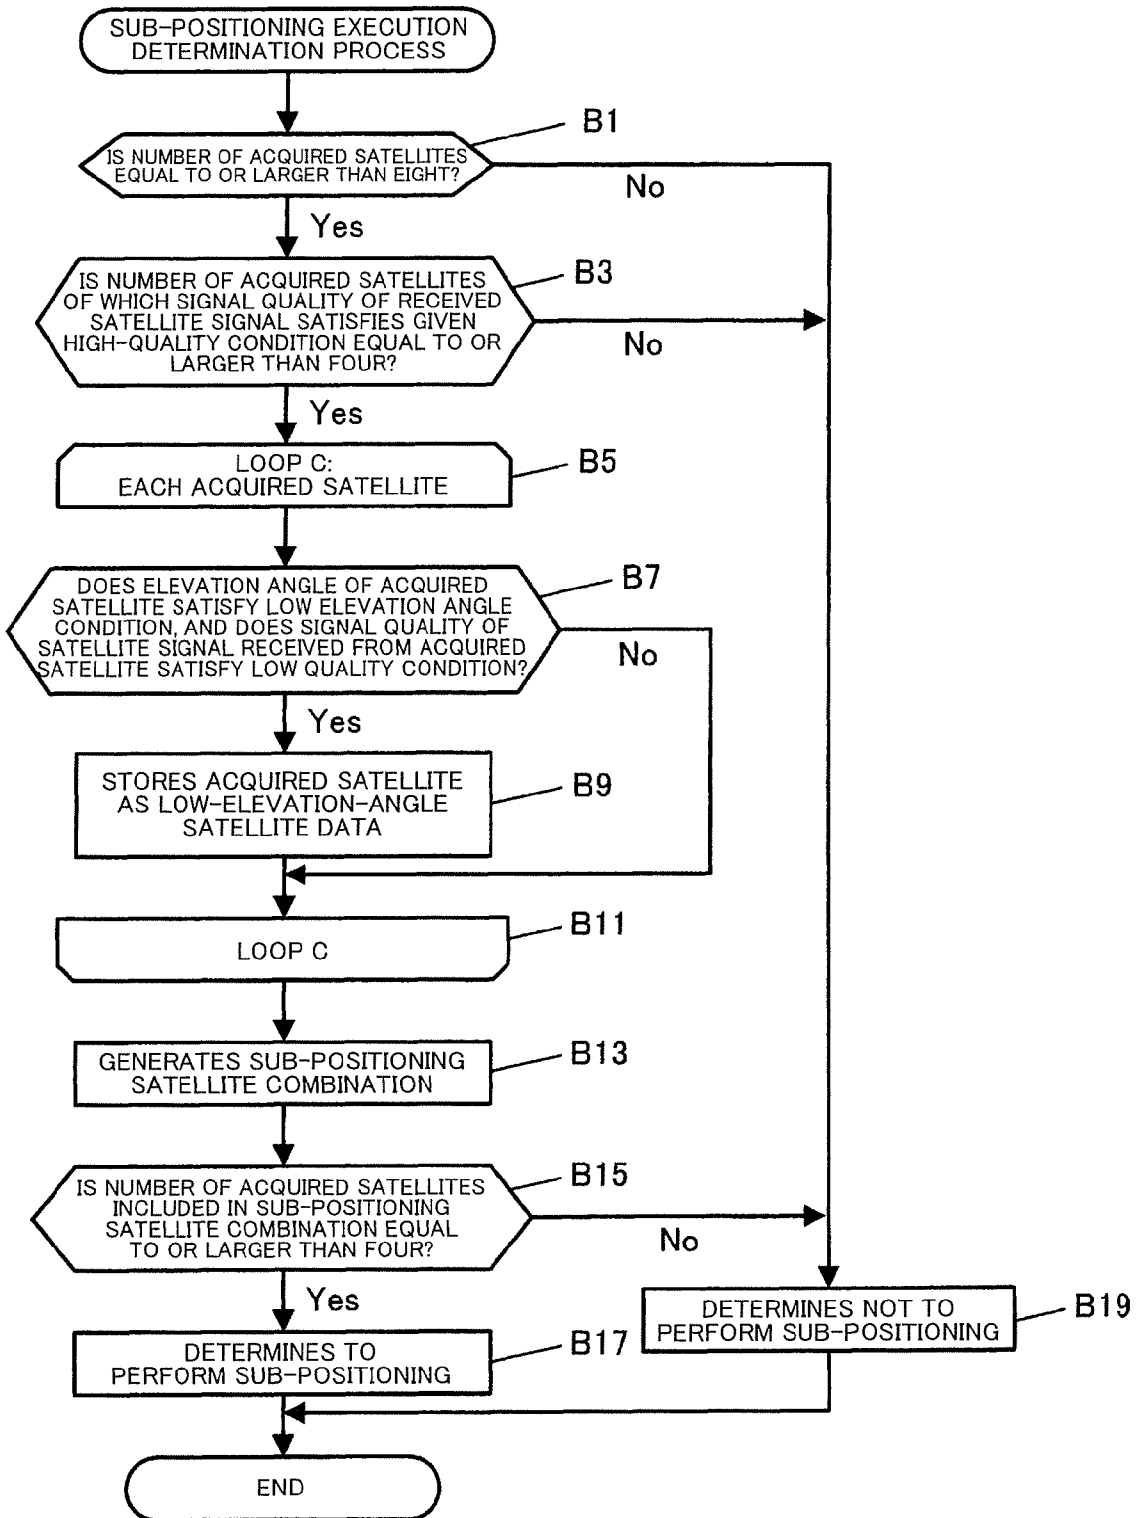 SUB-POSITIONING EXECUTION
DETERMINATION PROCESS
B1
IS NUMBER OF ACQUIRED SATELLITES
EQUAL TO OR LARGER THAN EIGHT?
No
Yes
B3
IS NUMBER OF ACQUIRED SATELLITES
OF WHICH SIGNAL QUALITY OF RECEIVED
SATELLITE SIGNAL SATISFIES GIVEN
HIGH-QUALITY CONDITION EQUAL TO OR
LARGER THAN FOUR?
No
Yes
B5
LOOP C:
EACH ACQUIRED SATELLITE
B7
DOES ELEVATION ANGLE OF ACQUIRED
SATELLITE SATISFY LOW ELEVATION ANGLE
CONDITION, AND DOES SIGNAL QUALITY OF
SATELLITE SIGNAL RECEIVED FROM ACQUIRED
SATELLITE SATISFY LOW QUALITY CONDITION?
No
Yes
B9
STORES ACQUIRED SATELLITE
AS LOW-ELEVATION-ANGLE
SATELLITE DATA
B11
LOOP C
B13
GENERATES SUB-POSITIONING
SATELLITE COMBINATION
B15
IS NUMBER OF ACQUIRED SATELLITES
INCLUDED IN SUB-POSITIONING
SATELLITE COMBINATION EQUAL
TO OR LARGER THAN FOUR?
No
Yes
B19
DETERMINES NOT TO
PERFORM SUB-POSITIONING
B17
DETERMINES TO
PERFORM SUB-POSITIONING
END